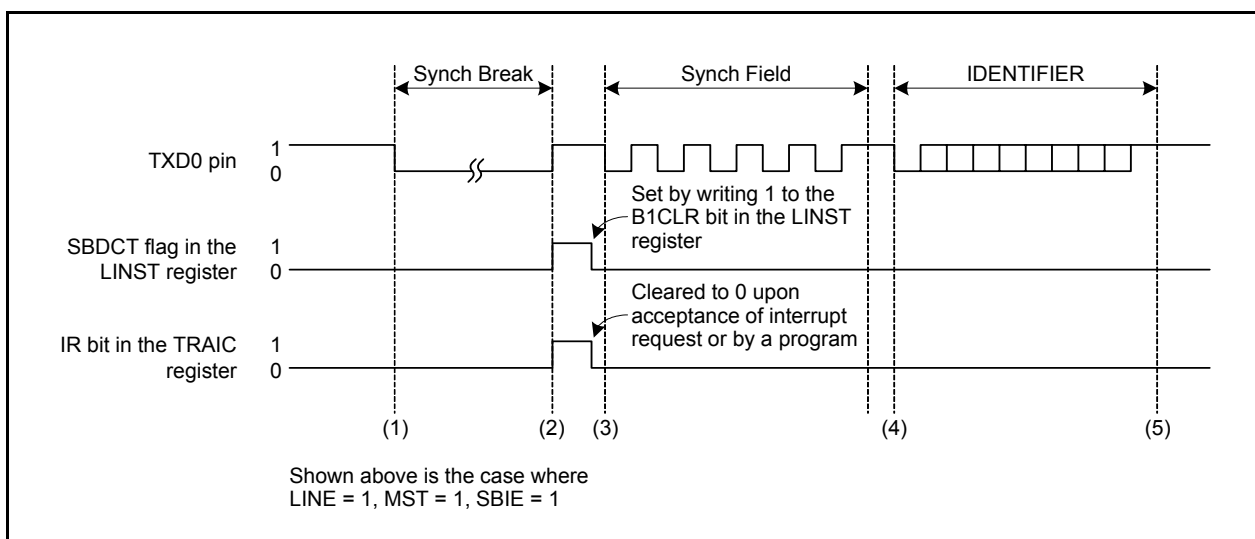 Synch Break
Synch Field
IDENTIFIER
TXD0 pin
1
0
Set by writing 1 to the
B1CLR bit in the LINST
register
SBDCT flag in the
LINST register
1
0
Cleared to 0 upon
acceptance of interrupt
request or by a program
IR bit in the TRAIC
register
1
0
(1)
(2)
(3)
(4)
(5)
Shown above is the case where
LINE = 1, MST = 1, SBIE = 1